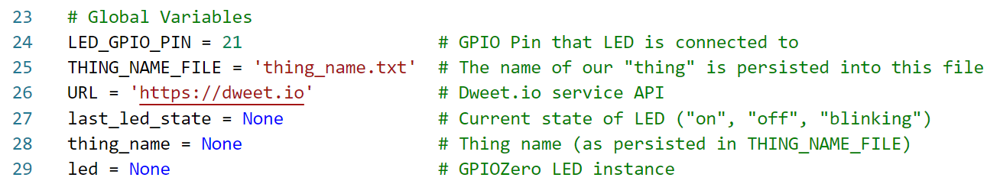 23 # Global Variables
24 LED_GPIO_PIN = 21 # GPIO Pin that LED is connected to
25 THING_NAME_FILE = 'thing_name.txt' # The name of our "thing" is persisted into this file
26 URL = 'https://dweet.io' # Dweet.io service API
27 last_led_state = None # Current state of LED ("on", "off", "blinking")
28 thing_name = None # Thing name (as persisted in THING_NAME_FILE)
29 led = None # GPIOZero LED instance